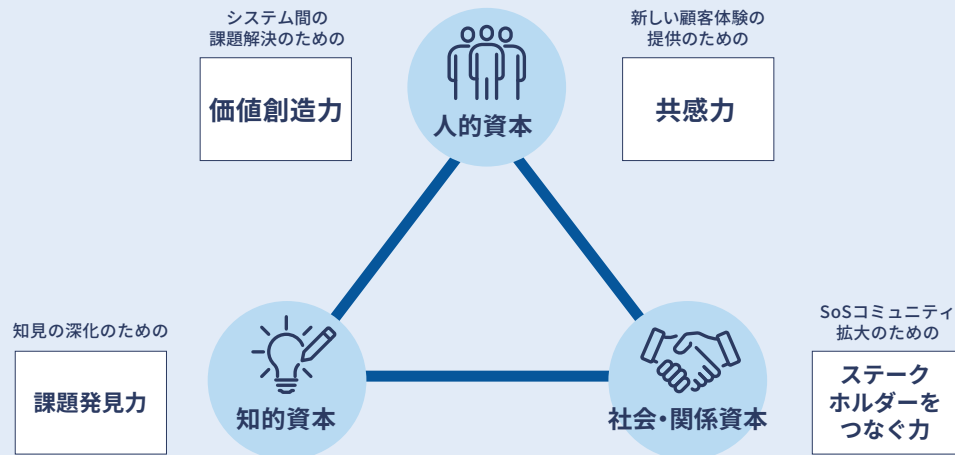 システム間の
課題解決のための
価値創造力
人的資本
新しい顧客体験の
提供のための
共感力
知見の深化のための
課題発見力
知的資本
社会・関係資本
SoSコミュニティ
拡大のための
ステーク
ホルダーを
つなぐ力